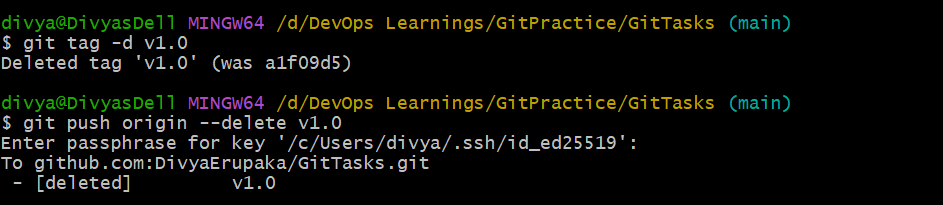 divya@DivyasDell MINGW64 /d/DevOps Learnings/GitPractice/GitTasks (main)
$ git tag -d v1.0
Deleted tag 'v1.0' (was a1f09d5)
divya@DivyasDell MINGW64 /d/DevOps Learnings/GitPractice/GitTasks (main)
$ git push origin --delete v1.0
Enter passphrase for key '/c/Users/divya/.ssh/id_ed25519':
To github.com:DivyaErupaka/GitTasks.git
 - [deleted]         v1.0